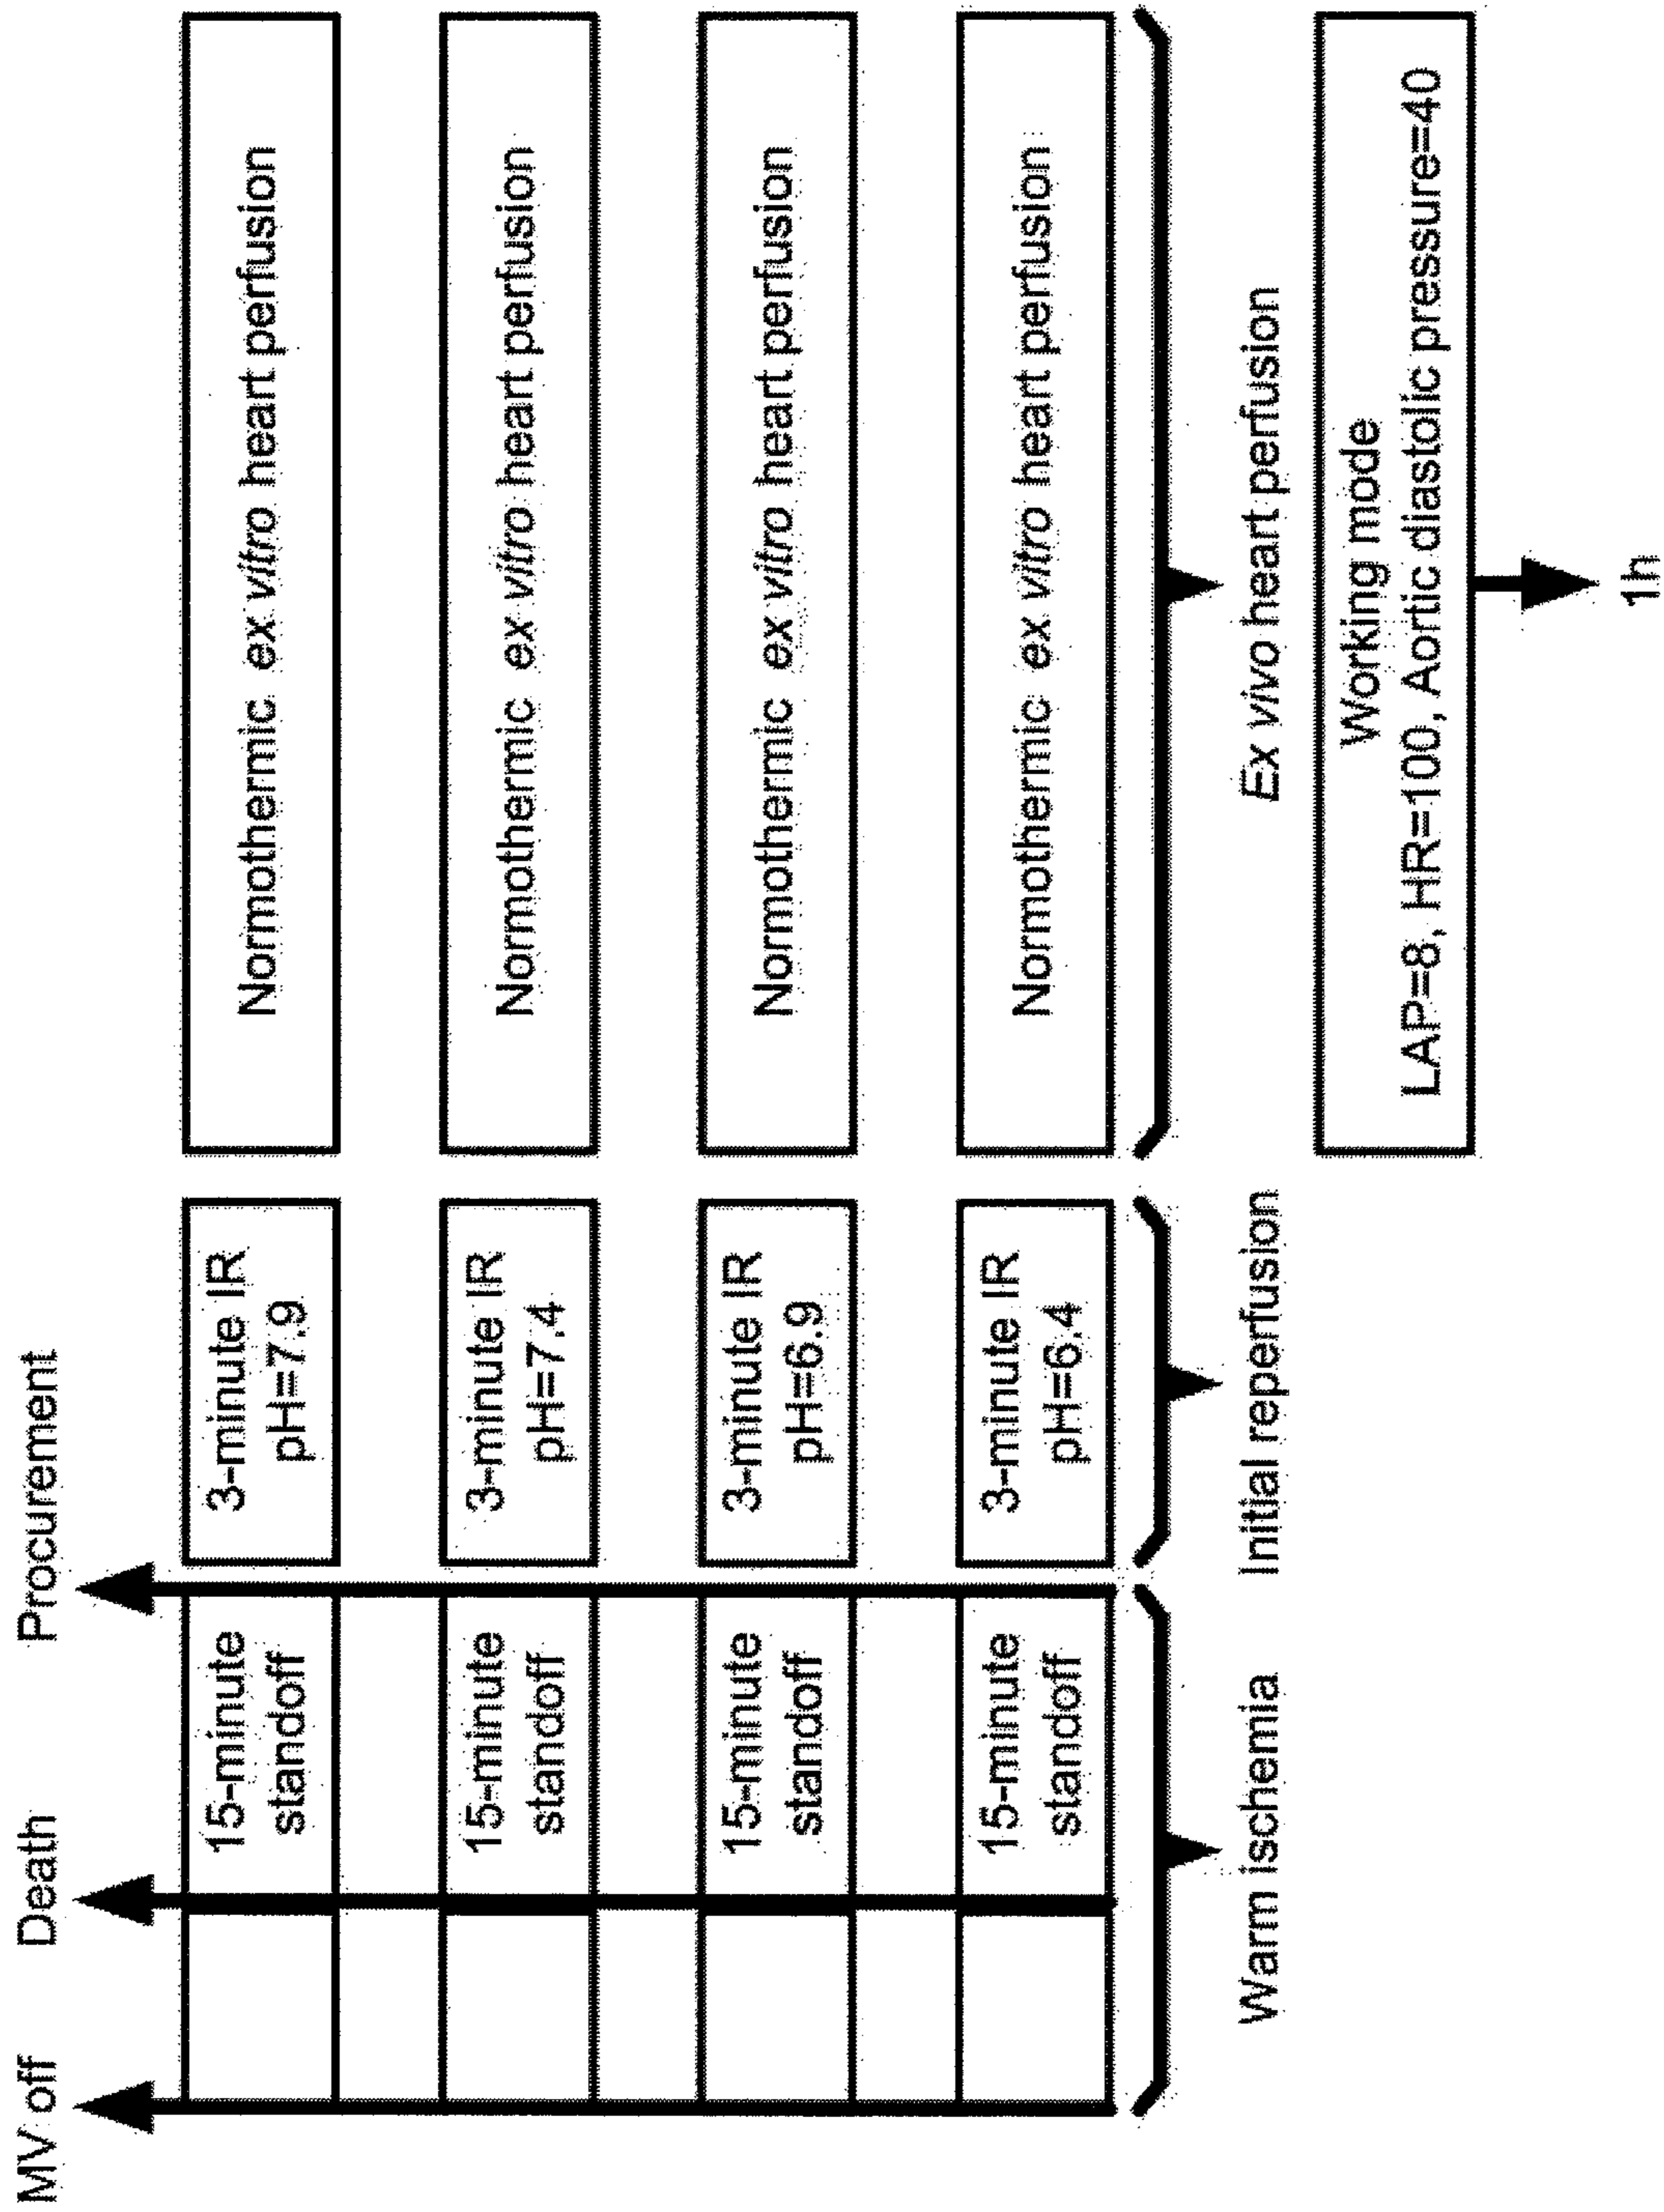 MV off
Death
Procurement
15-minute
standoff
3-minute IR
pH=7.9
Normothermic ex vitro heart perfusion
15-minute
standoff
3-minute IR
pH=7.4
Normothermic ex vitro heart perfusion
15-minute
standoff
3-minute IR
pH=6.9
Normothermic ex vitro heart perfusion
15-minute
standoff
3-minute IR
pH=6.4
Normothermic ex vitro heart perfusion
Warm ischemia
Initial reperfusion
Ex vivo heart perfusion
Working mode
LAP=8, HR=100, Aortic diastolic pressure=40
1h